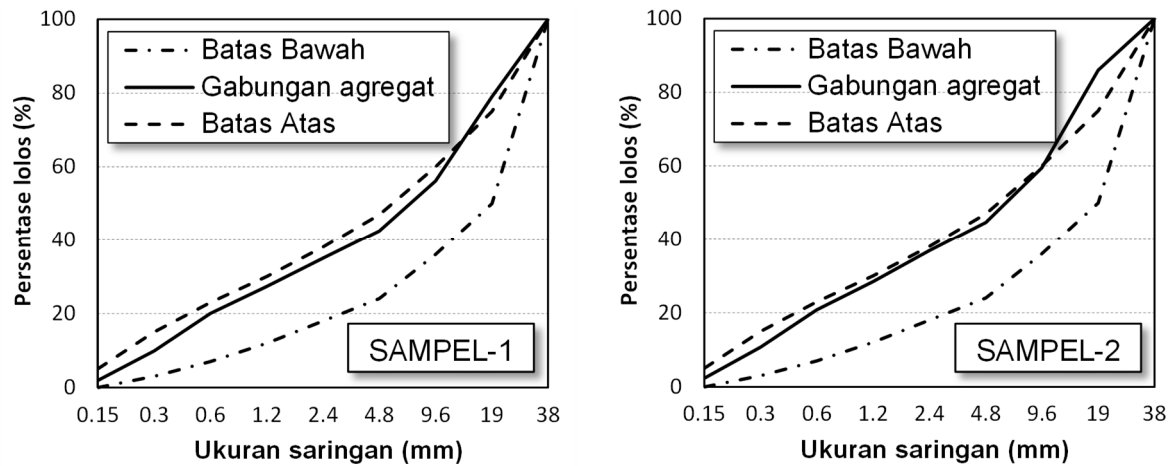 100
80
60
40
20
0
Persentase lolos (%)
Batas Bawah
Gabungan agregat
Batas Atas
SAMPEL-1
0.15 0.3 0.6 1.2 2.4 4.8 9.6 19 38
Ukuran saringan (mm)
100
80
60
40
20
0
Persentase lolos (%)
Batas Bawah
Gabungan agregat
Batas Atas
SAMPEL-2
0.15 0.3 0.6 1.2 2.4 4.8 9.6 19 38
Ukuran saringan (mm)